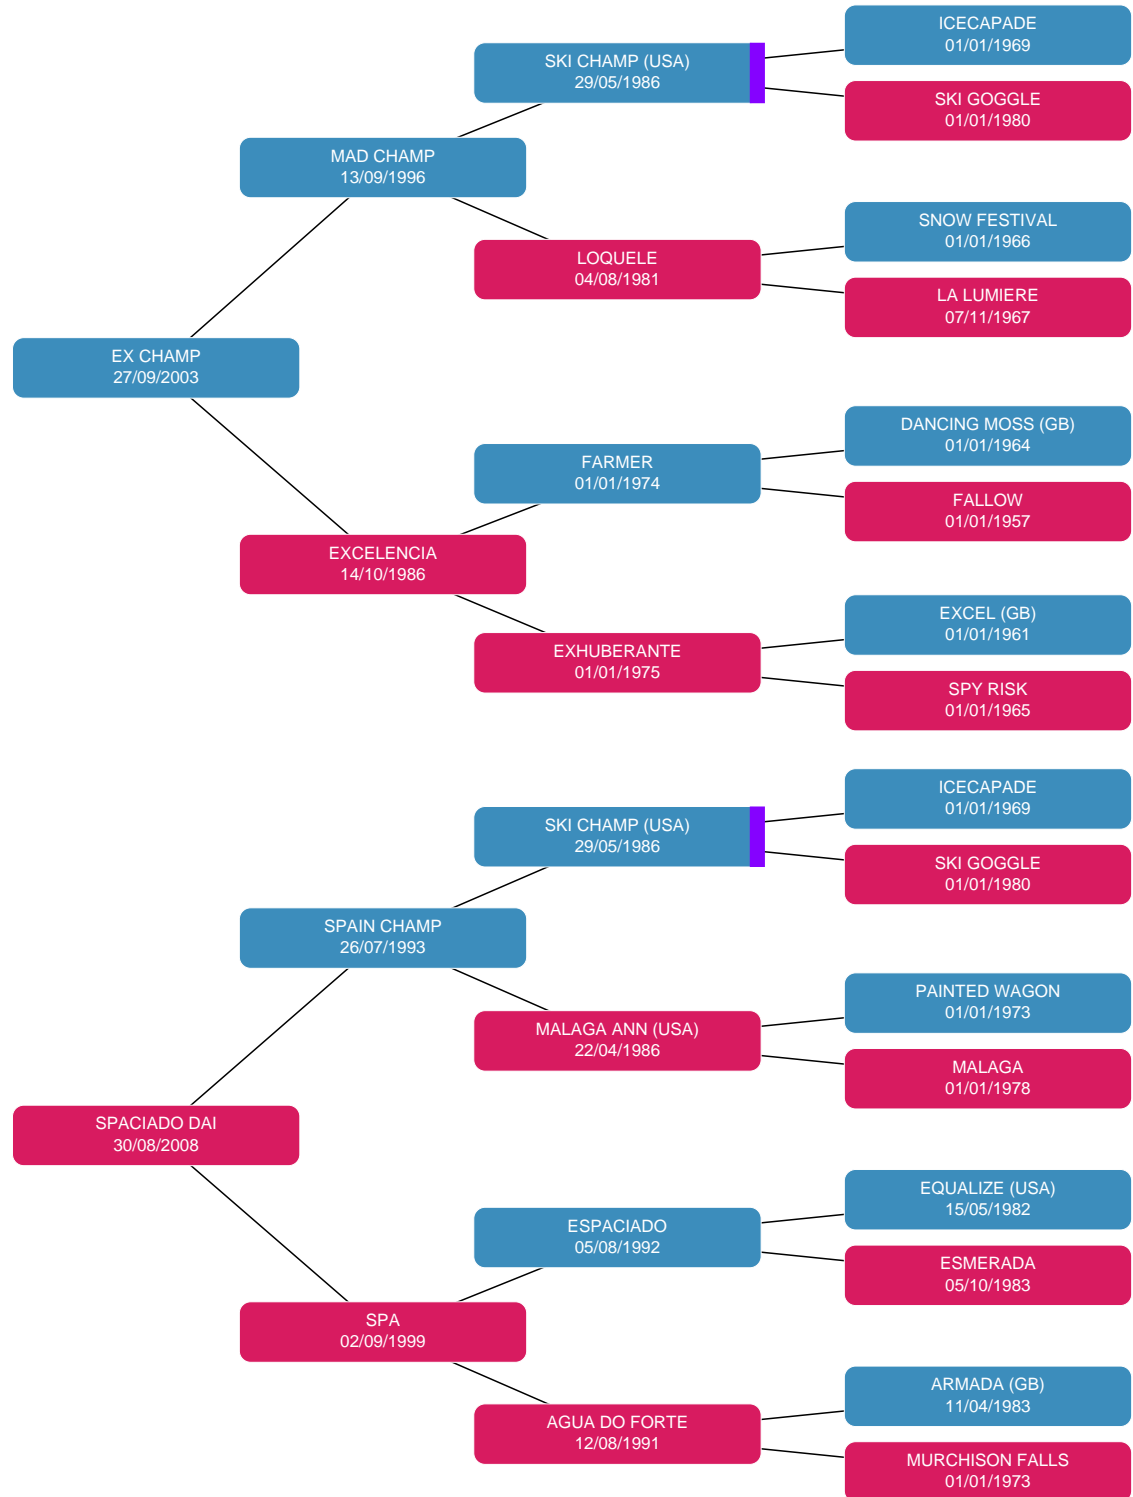 ICECAPADE
01/01/1969
SKI CHAMP (USA)
29/05/1986
SKI GOGGLE
01/01/1980
MAD CHAMP
13/09/1996
SNOW FESTIVAL
01/01/1966
LOQUELE
04/08/1981
LA LUMIERE
07/11/1967
EX CHAMP
27/09/2003
DANCING MOSS (GB)
01/01/1964
FARMER
01/01/1974
FALLOW
01/01/1957
EXCELENCIA
14/10/1986
EXCEL (GB)
01/01/1961
EXHUBERANTE
01/01/1975
SPY RISK
01/01/1965
ICECAPADE
01/01/1969
SKI CHAMP (USA)
29/05/1986
SKI GOGGLE
01/01/1980
SPAIN CHAMP
26/07/1993
PAINTED WAGON
01/01/1973
MALAGA ANN (USA)
22/04/1986
MALAGA
01/01/1978
SPACIADO DAI
30/08/2008
EQUALIZE (USA)
15/05/1982
ESPACIADO
05/08/1992
ESMERADA
05/10/1983
SPA
02/09/1999
ARMADA (GB)
11/04/1983
AGUA DO FORTE
12/08/1991
MURCHISON FALLS
01/01/1973